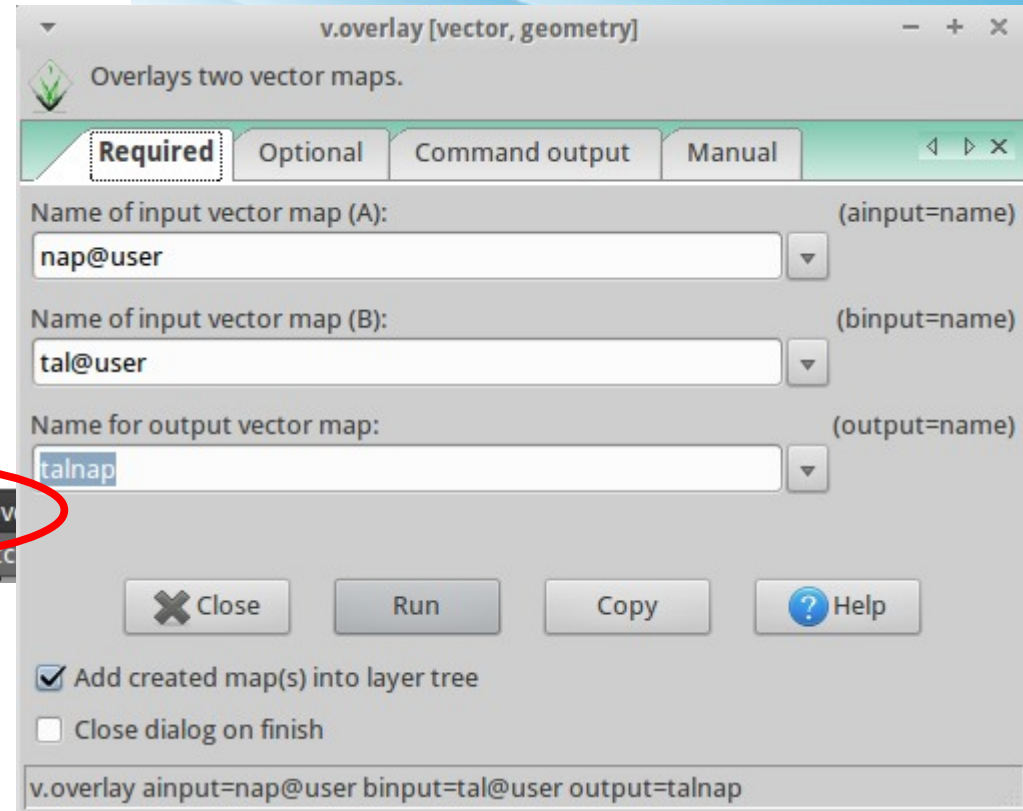 v.overlay [vector, geometry]
Overlays two vector maps.
Required Optional Command output Manual
Name of input vector map (A): (ainput=name)
nap@user
Name of input vector map (B): (binput=name)
tal@user
Name for output vector map: (output=name)
talnap
Close Run Copy Help
Add created map(s) into layer tree
Close dialog on finish
v.overlay ainput=nap@user binput=tal@user output=talnap